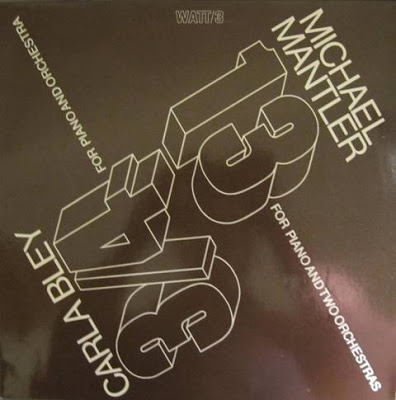 WATT/3
MICHAEL
MANTLER
13
FOR PIANO AND TWO ORCHESTRAS
CARLA BLEY
3/4
FOR PIANO AND ORCHESTRA